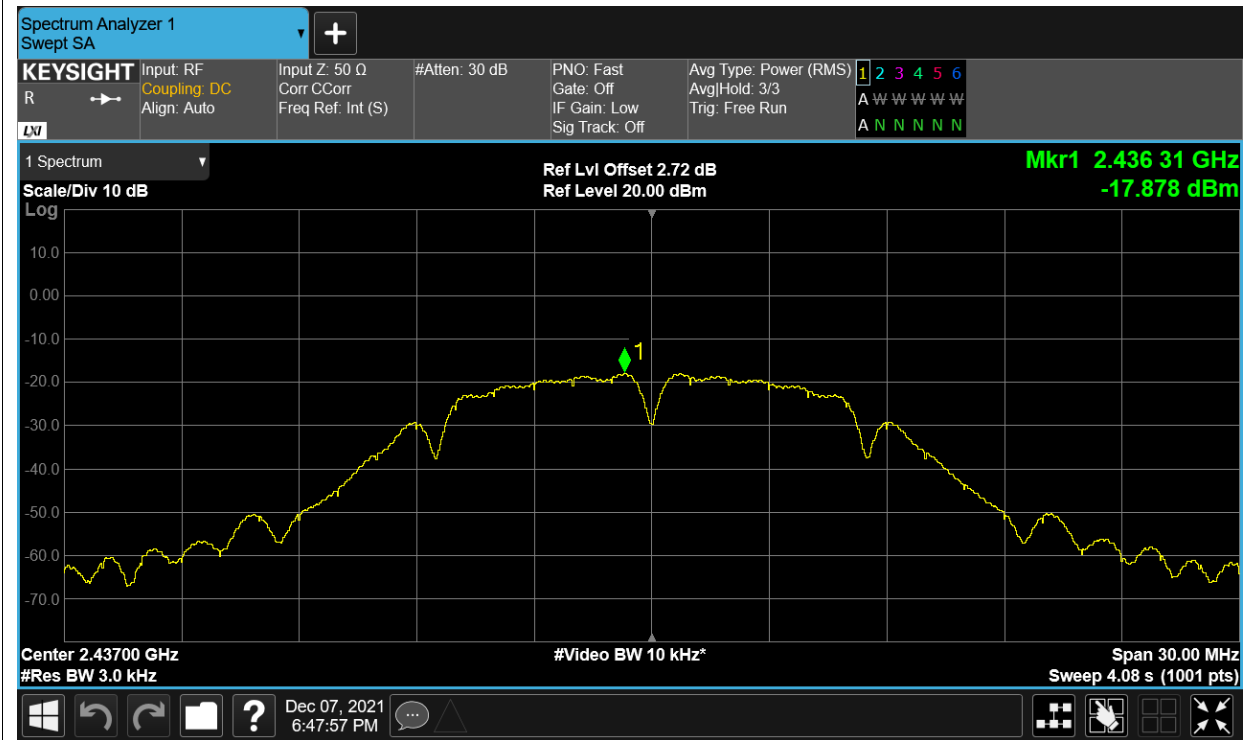 Spectrum Analyzer 1
Swept SA
KEYSIGHT
R
LXI
Input: RF
Coupling: DC
Align: Auto
Input Z: 50 Ω
Corr CCorr
Freq Ref: Int (S)
#Atten: 30 dB
PNO: Fast
Gate: Off
IF Gain: Low
Sig Track: Off
Avg Type: Power (RMS)
Avg|Hold: 3/3
Trig: Free Run
1 2 3 4 5 6
A W W W W W
A N N N N N
1 Spectrum
Scale/Div 10 dB
Log
Ref Lvl Offset 2.72 dB
Ref Level 20.00 dBm
Mkr1 2.436 31 GHz
-17.878 dBm
10.0
0.00
-10.0
1
-20.0
-30.0
-40.0
-50.0
-60.0
-70.0
Center 2.43700 GHz
#Video BW 10 kHz*
Span 30.00 MHz
#Res BW 3.0 kHz
Sweep 4.08 s (1001 pts)
?
Dec 07, 2021
6:47:57 PM